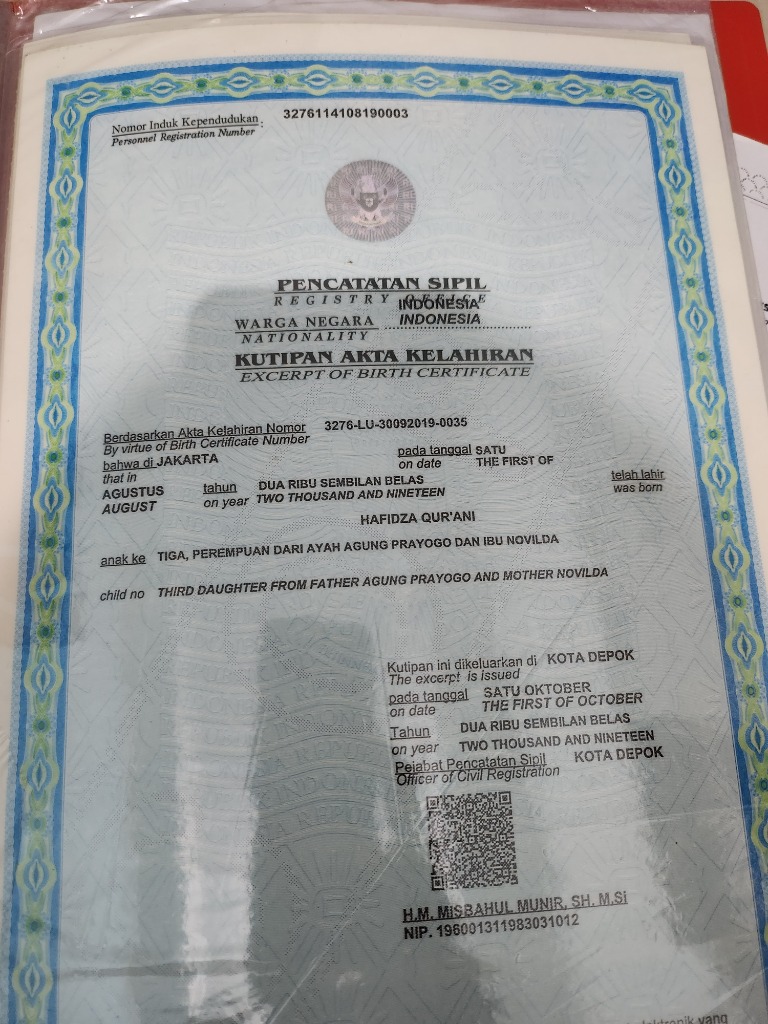 Nomor Induk Kependudukan : 3276114108190003
Personnel Registration Number
PENCATATAN SIPIL
REGISTRY OFFICE
INDONESIA
WARGA NEGARA INDONESIA
NATIONALITY
KUTIPAN AKTA KELAHIRAN
EXCERPT OF BIRTH CERTIFICATE
Berdasarkan Akta Kelahiran Nomor 3276-LU-30092019-0035
By virtue of Birth Certificate Number
bahwa di JAKARTA pada tanggal SATU
that in on date THE FIRST OF
AGUSTUS tahun DUA RIBU SEMBILAN BELAS telah lahir
AUGUST on year TWO THOUSAND AND NINETEEN was born
HAFIDZA QUR'ANI
anak ke TIGA, PEREMPUAN DARI AYAH AGUNG PRAYOGO DAN IBU NOVILDA
child no THIRD DAUGHTER FROM FATHER AGUNG PRAYOGO AND MOTHER NOVILDA
Kutipan ini dikeluarkan di KOTA DEPOK
The excerpt is issued
pada tanggal SATU OKTOBER
on date THE FIRST OF OCTOBER
Tahun DUA RIBU SEMBILAN BELAS
on year TWO THOUSAND AND NINETEEN
Pejabat Pencatatan Sipil KOTA DEPOK
Officer of Civil Registration
H.M. MISBAHUL MUNIR, SH. M.Si
NIP. 196001311983031012
yang